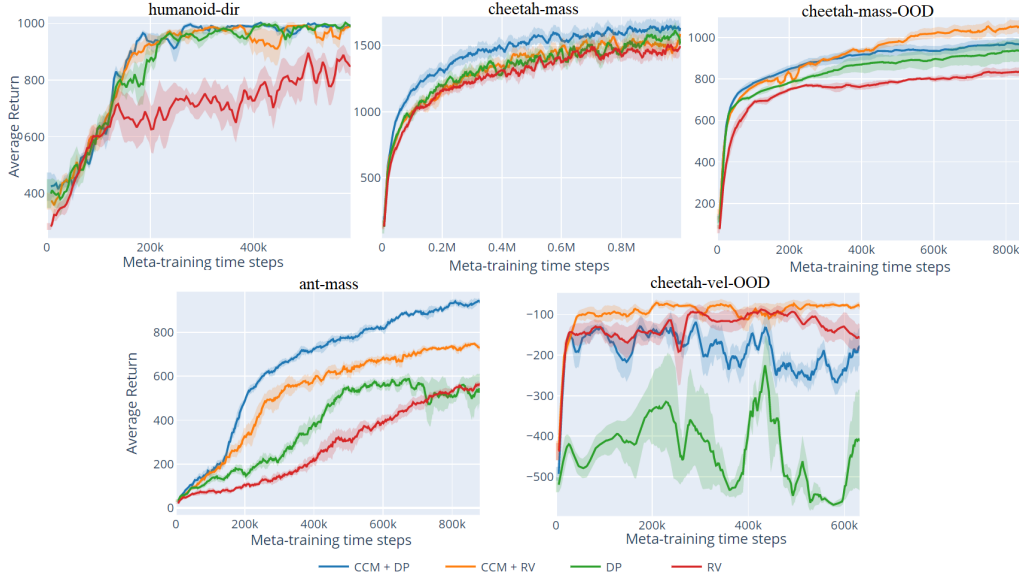 humanoid-dir
cheetah-mass
cheetah-mass-OOD
Average Return
1000
800
600
400
0
200k
400k
Meta-training time steps
1500
1000
500
0
0.2M
0.4M
0.6M
0.8M
Meta-training time steps
1000
800
600
400
200
0
200k
400k
600k
800k
Meta-training time steps
ant-mass
cheetah-vel-OOD
Average Return
800
600
400
200
0
0
200k
400k
600k
800k
Meta-training time steps
−100
−200
−300
−400
−500
0
200k
400k
600k
Meta-training time steps
CCM + DP
CCM + RV
DP
RV